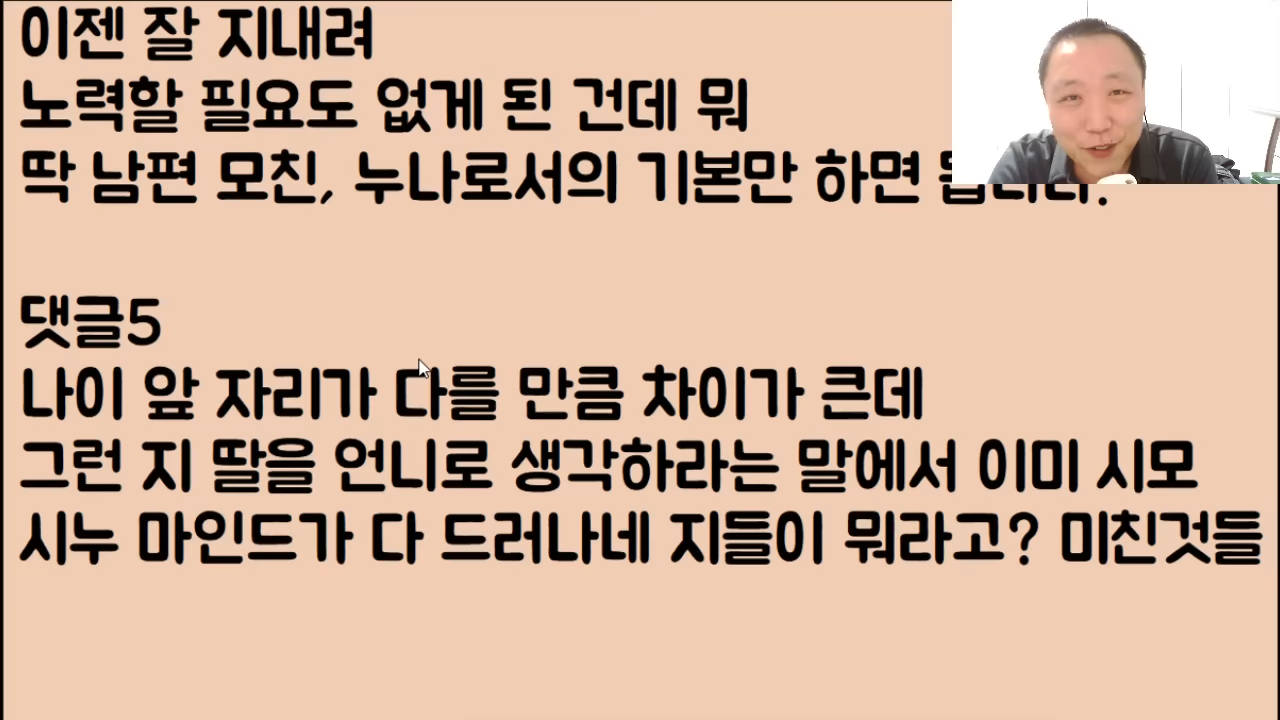 이젠 잘 지내려
노력할 필요도 없게 된 건데 뭐
딱 남편 모친, 누나로서의 기본만 하면
댓글5
나이 앞 자리가 다를 만큼 차이가 큰데
그런 지 딸을 언니로 생각하라는 말에서 이미 시모
시누 마인드가 다 드러나네 지들이 뭐라고? 미친것들